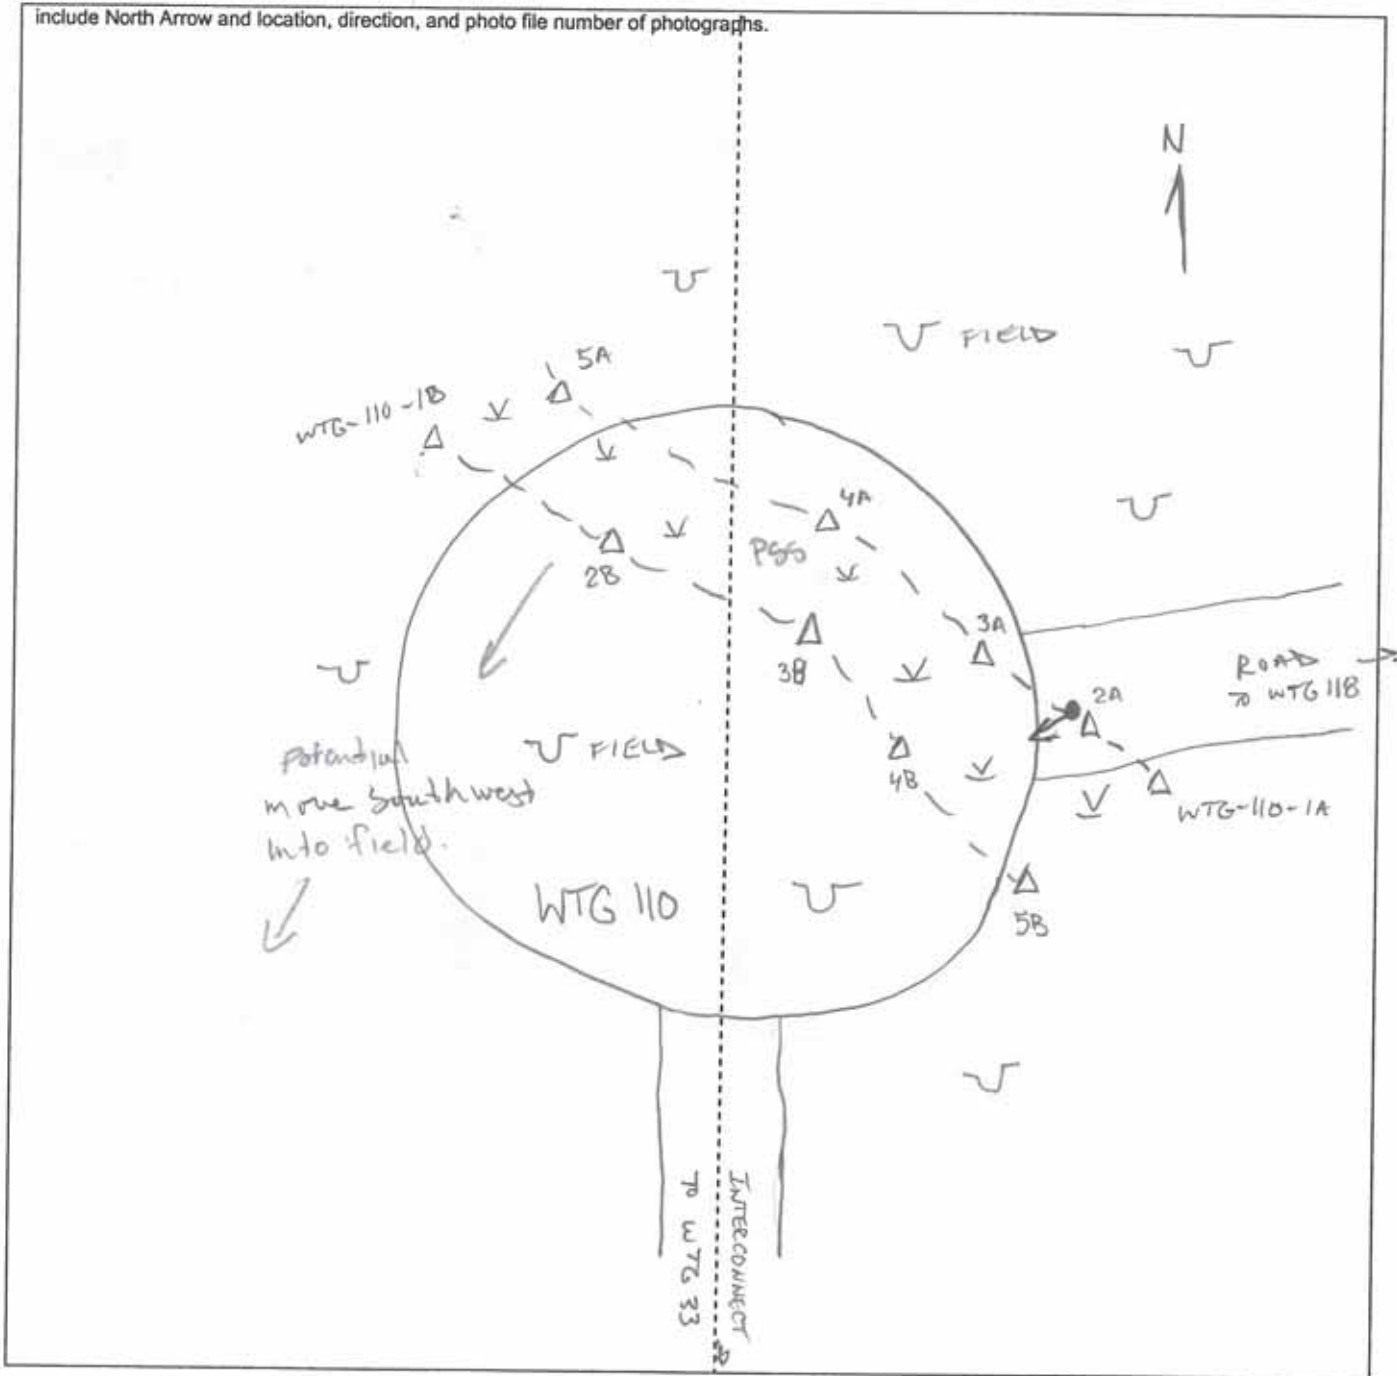 include North Arrow and location, direction, and photo file number of photographs.
N
FIELD
5A
WTG-110-1B
4A
PSS
2B
3B
3A
ROAD
TO WTG 11B
2A
4B
WTG-110-1A
FIELD
Potential
move Southwest
into field.
WTG 110
5B
INTERCONNECT
TO WTG 33